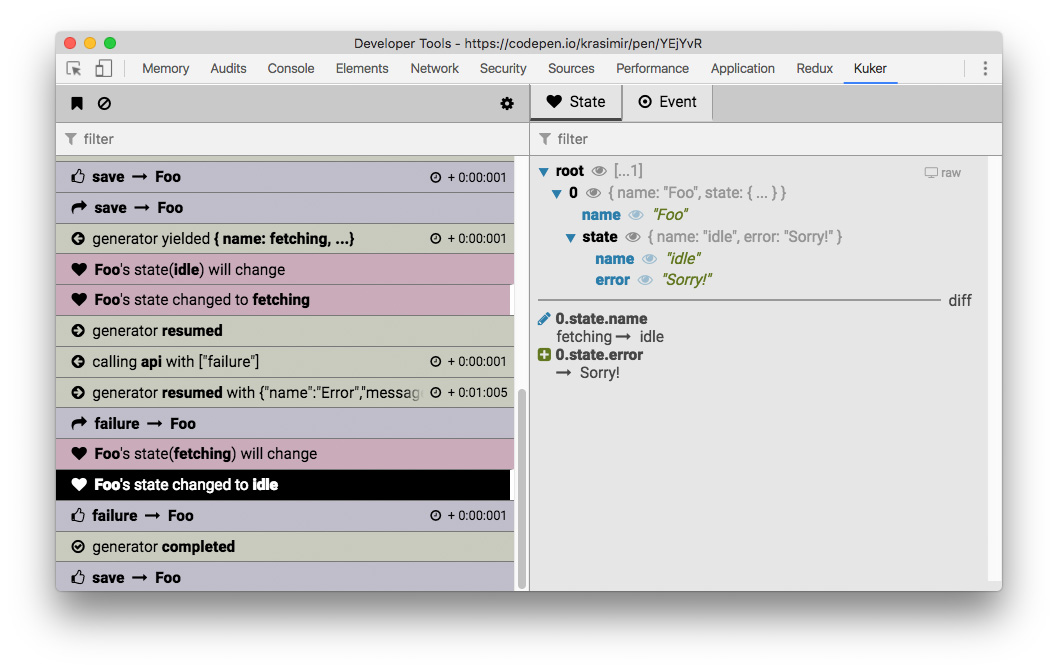 Developer Tools - https://codepen.io/krasimir/pen/YEjYvR
Memory Audits Console Elements Network Security Sources Performance Application Redux Kuker
State Event
filter
save → Foo + 0:00:001
save → Foo
generator yielded { name: fetching, ...} + 0:00:001
Foo's state(idle) will change
Foo's state changed to fetching
generator resumed
calling api with ["failure"] + 0:00:001
generator resumed with {"name":"Error","messag + 0:01:005
failure → Foo
Foo's state(fetching) will change
Foo's state changed to idle
failure → Foo + 0:00:001
generator completed
save → Foo
filter
root [...1] raw
0 { name: "Foo", state: { ... } }
name "Foo"
state { name: "idle", error: "Sorry!" }
name "idle"
error "Sorry!"
diff
0.state.name
fetching → idle
0.state.error
→ Sorry!